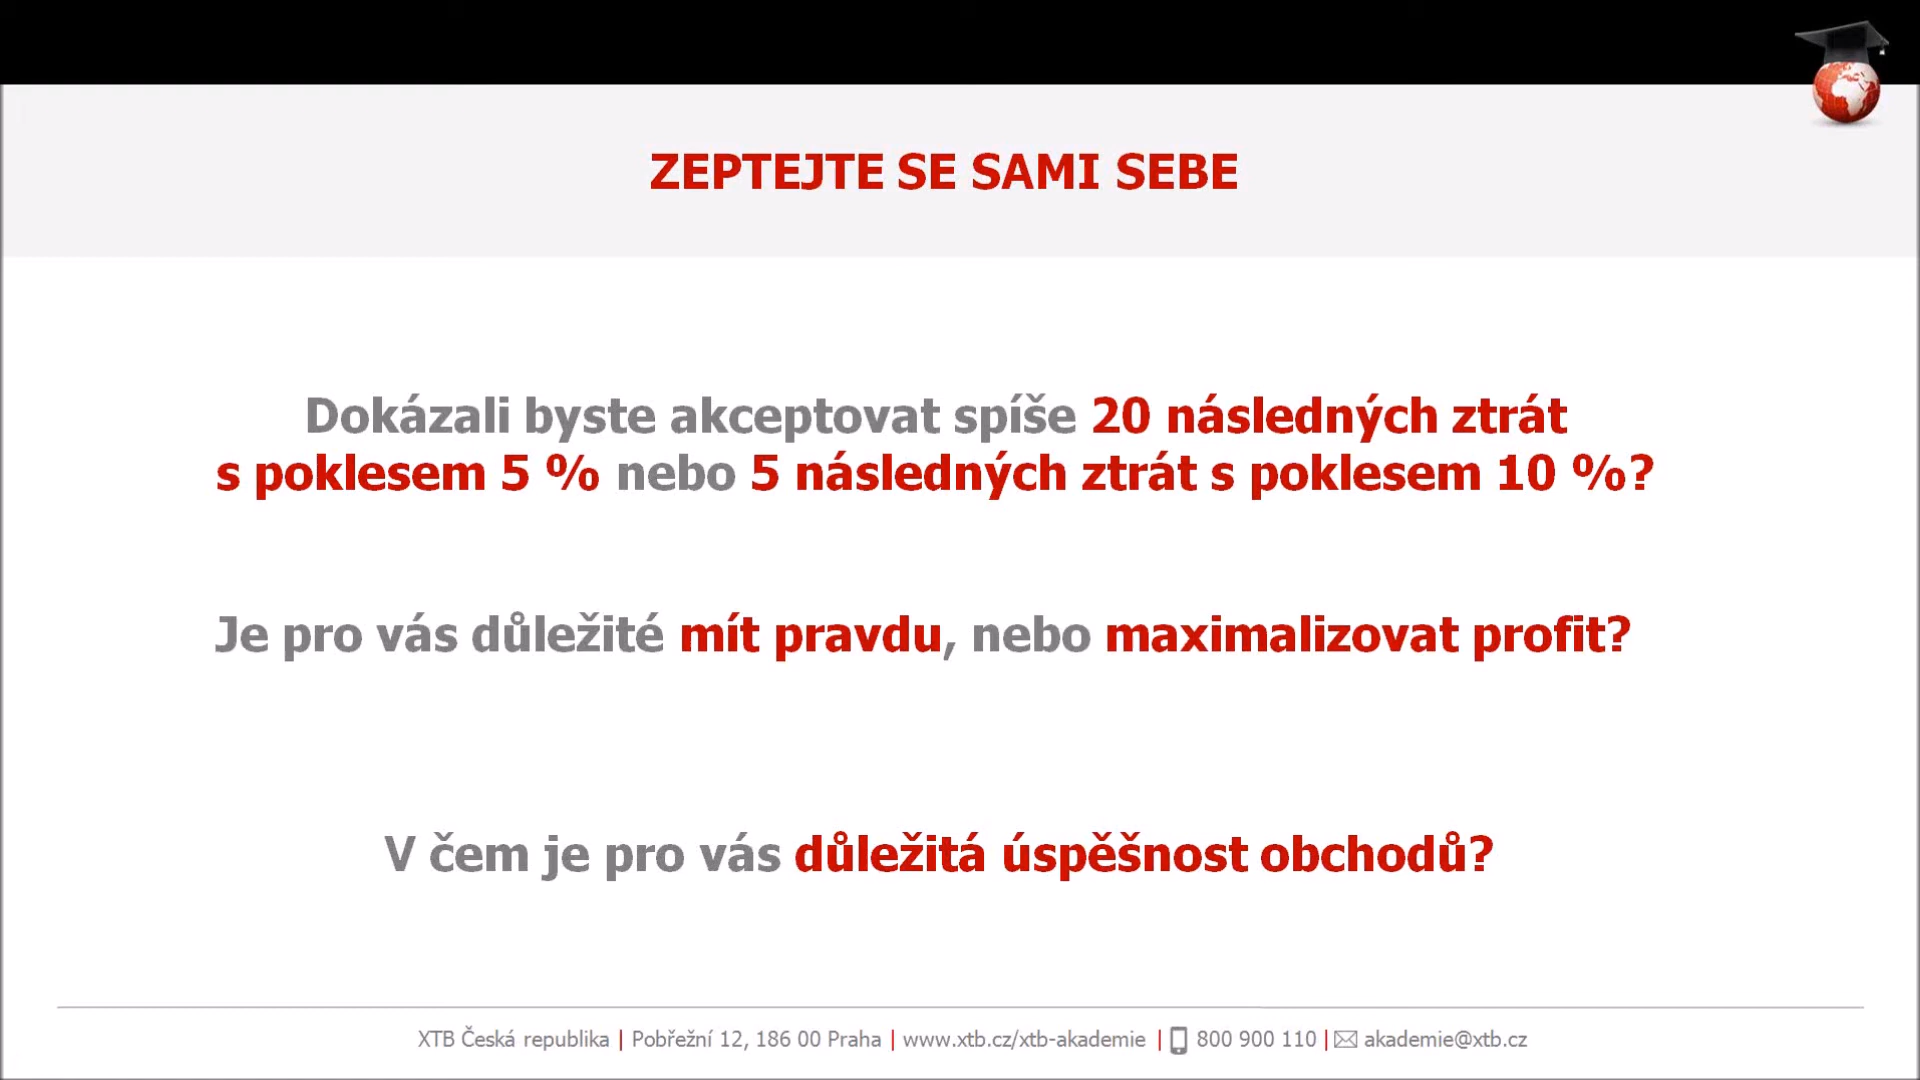 ZEPTEJTE SE SAMI SEBE
Dokázali byste akceptovat spíše 20 následných ztrát
s poklesem 5 % nebo 5 následných ztrát s poklesem 10 %?
Je pro vás důležité mít pravdu, nebo maximalizovat profit?
V čem je pro vás důležitá úspěšnost obchodů?
XTB Česká republika | Pobřežní 12, 186 00 Praha | www.xtb.cz/xtb-akademie | 800 900 110 | akademie@xtb.cz